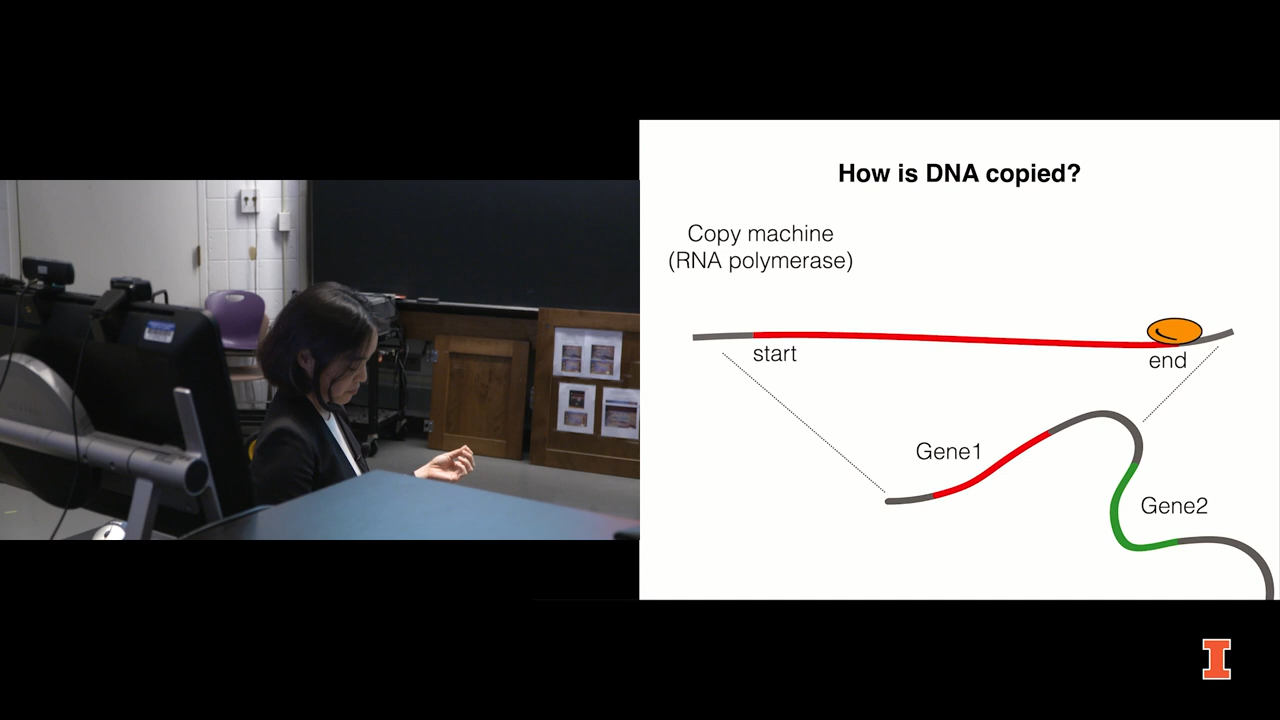 How is DNA copied?
Copy machine
(RNA polymerase)
start
end
Gene1
Gene2
I